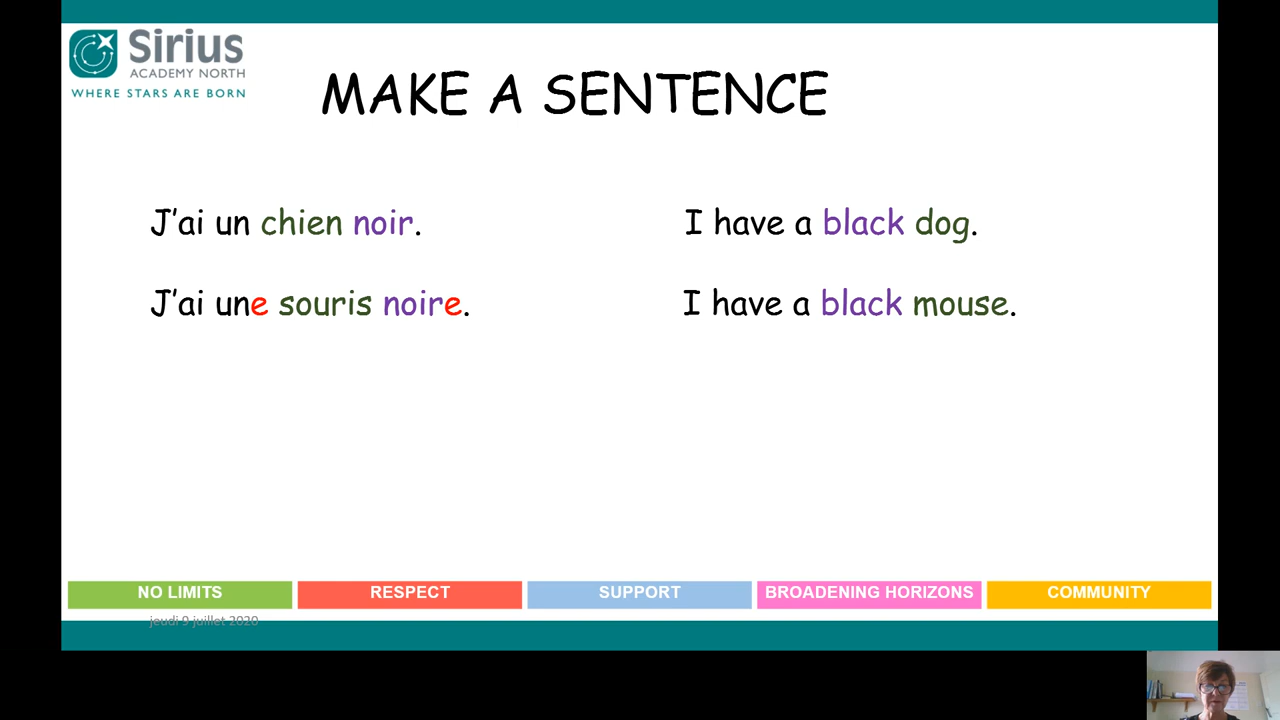 Sirius
ACADEMY NORTH
WHERE STARS ARE BORN
MAKE A SENTENCE
J'ai un chien noir.
I have a black dog.
J'ai une souris noire.
I have a black mouse.
NO LIMITS
RESPECT
SUPPORT
BROADENING HORIZONS
COMMUNITY
jeudi 9 juillet 2020